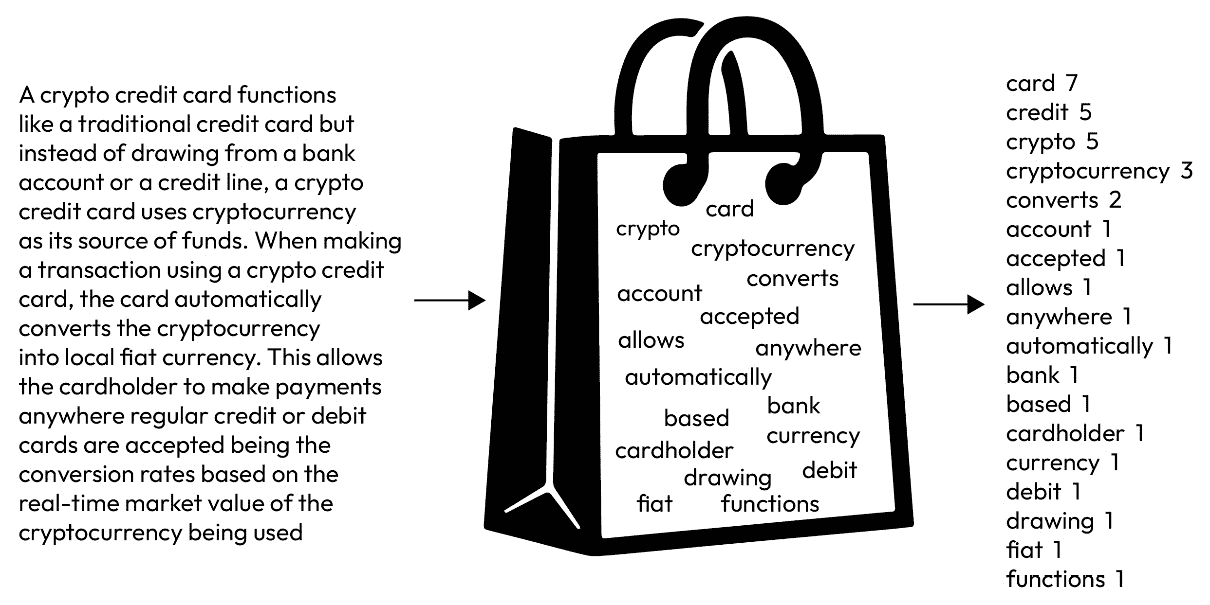 A crypto credit card functions
like a traditional credit card but
instead of drawing from a bank
account or a credit line, a crypto
credit card uses cryptocurrency
as its source of funds. When making
a transaction using a crypto credit
card, the card automatically
converts the cryptocurrency
into local fiat currency. This allows
the cardholder to make payments
anywhere regular credit or debit
cards are accepted being the
conversion rates based on the
real-time market value of the
cryptocurrency being used
card
crypto
cryptocurrency
converts
account
accepted
allows
anywhere
automatically
bank
based
currency
cardholder
debit
drawing
fiat
functions
card 7
credit 5
crypto 5
cryptocurrency 3
converts 2
account 1
accepted 1
allows 1
anywhere 1
automatically 1
bank 1
based 1
cardholder 1
currency 1
debit 1
drawing 1
fiat 1
functions 1